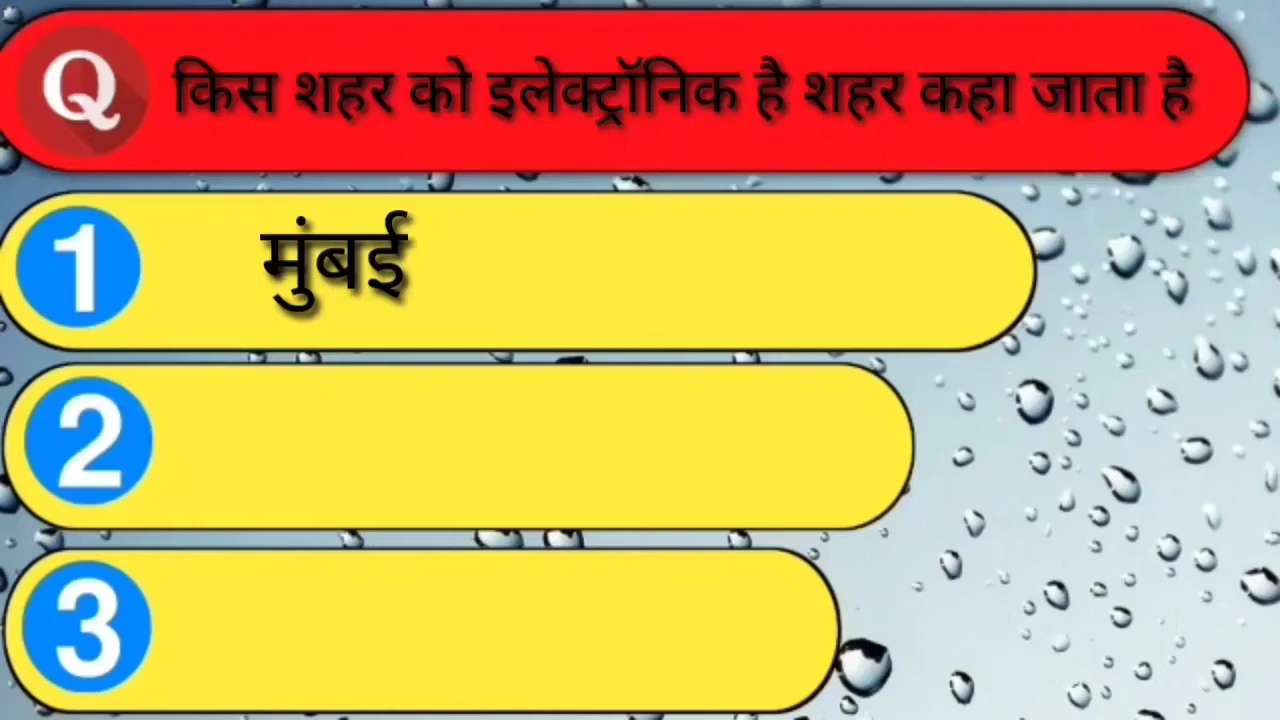 Q किस शहर को इलेक्ट्रॉनिक है शहर कहा जाता है
1 मुंबई
2
3